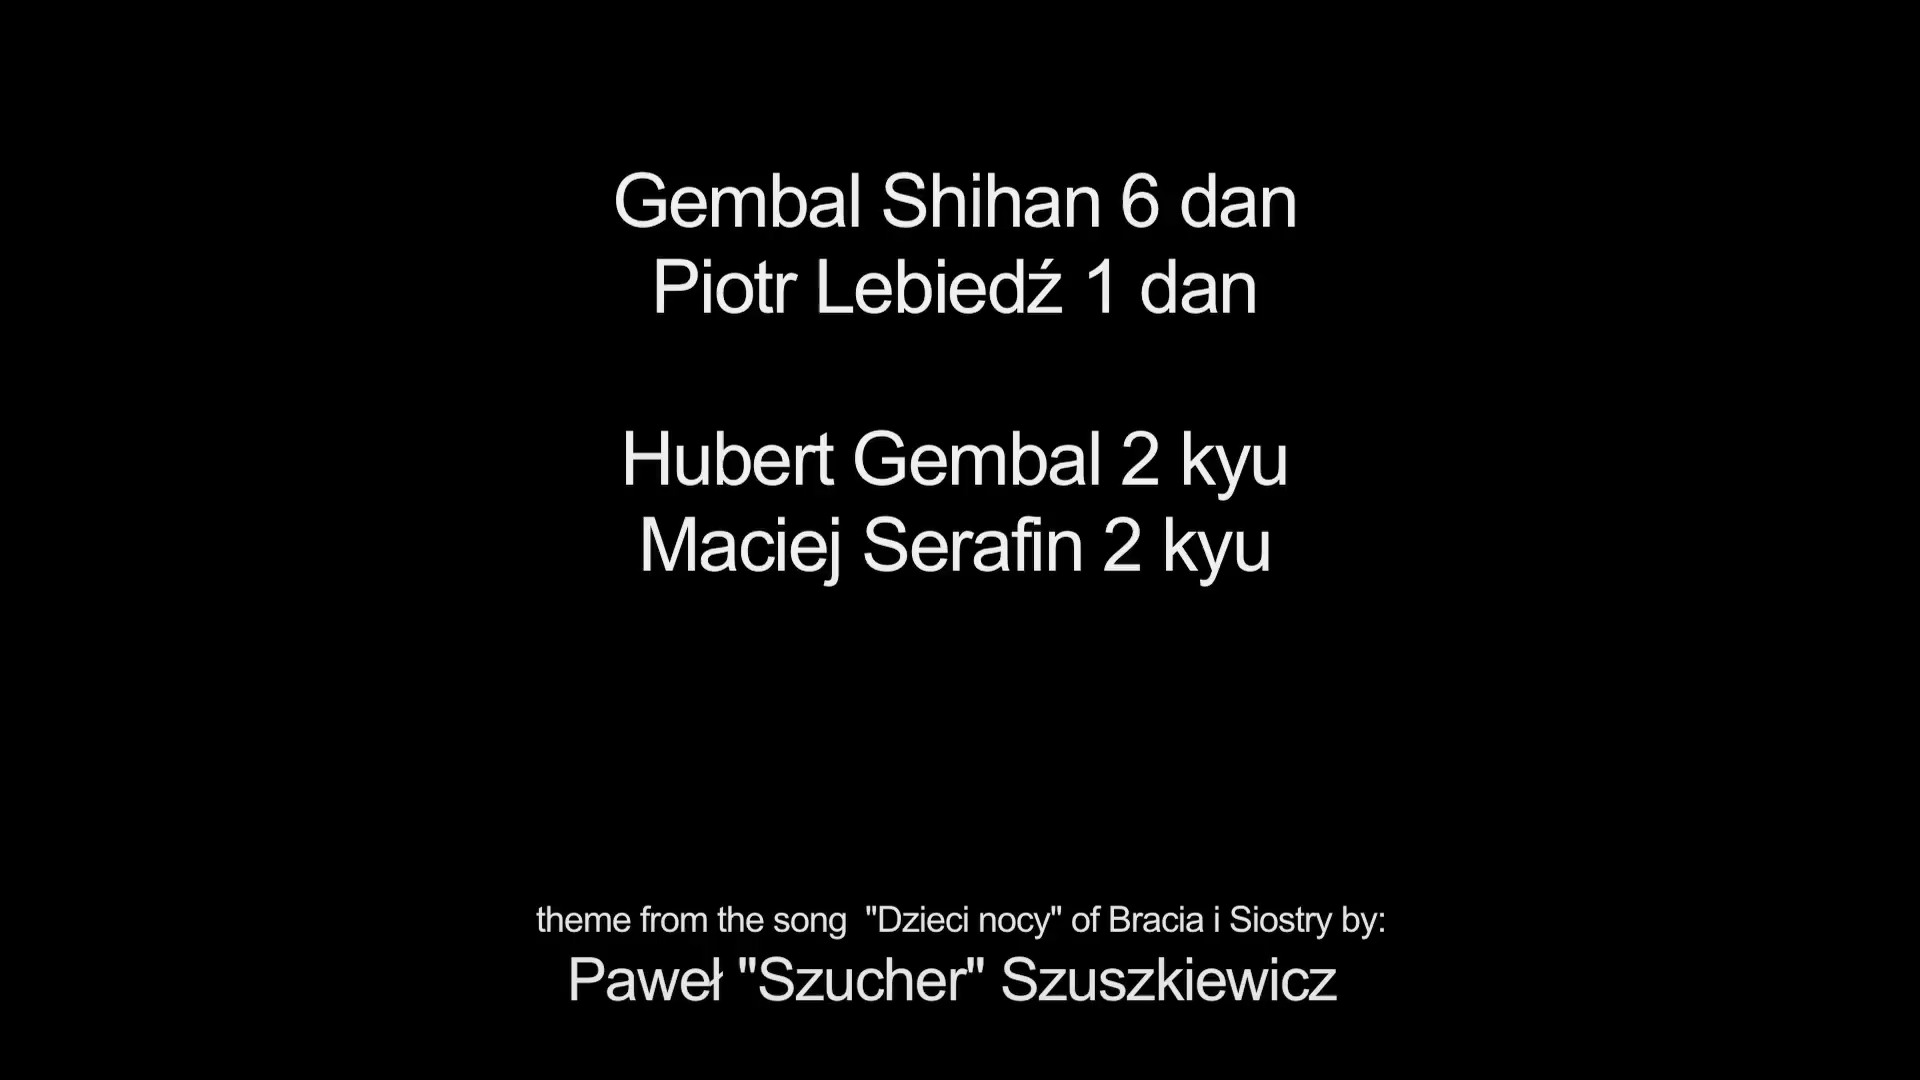 Gembal Shihan 6 dan
Piotr Lebiedź 1 dan
Hubert Gembal 2 kyu
Maciej Serafin 2 kyu
theme from the song "Dzieci nocy" of Bracia i Siostry by:
Paweł "Szucher" Szuszkiewicz